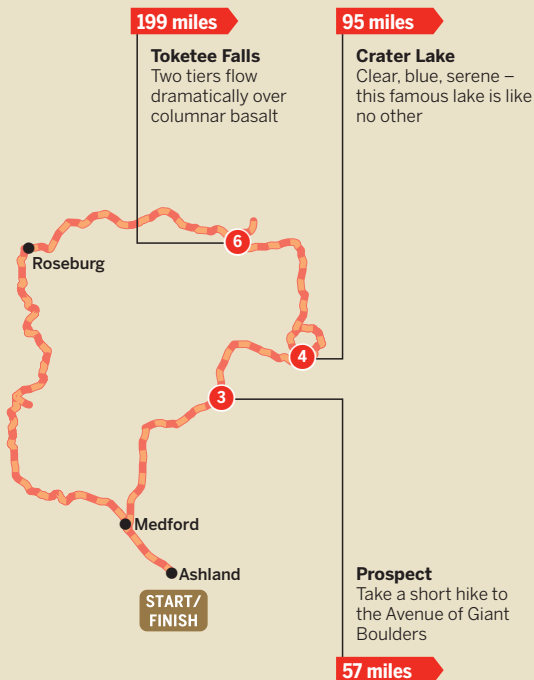 199 miles
Toketee Falls
Two tiers flow
dramatically over
columnar basalt
95 miles
Crater Lake
Clear, blue, serene –
this famous lake is like
no other
6
Roseburg
4
3
Medford
Ashland
START/
FINISH
Prospect
Take a short hike to
the Avenue of Giant
Boulders
57 miles